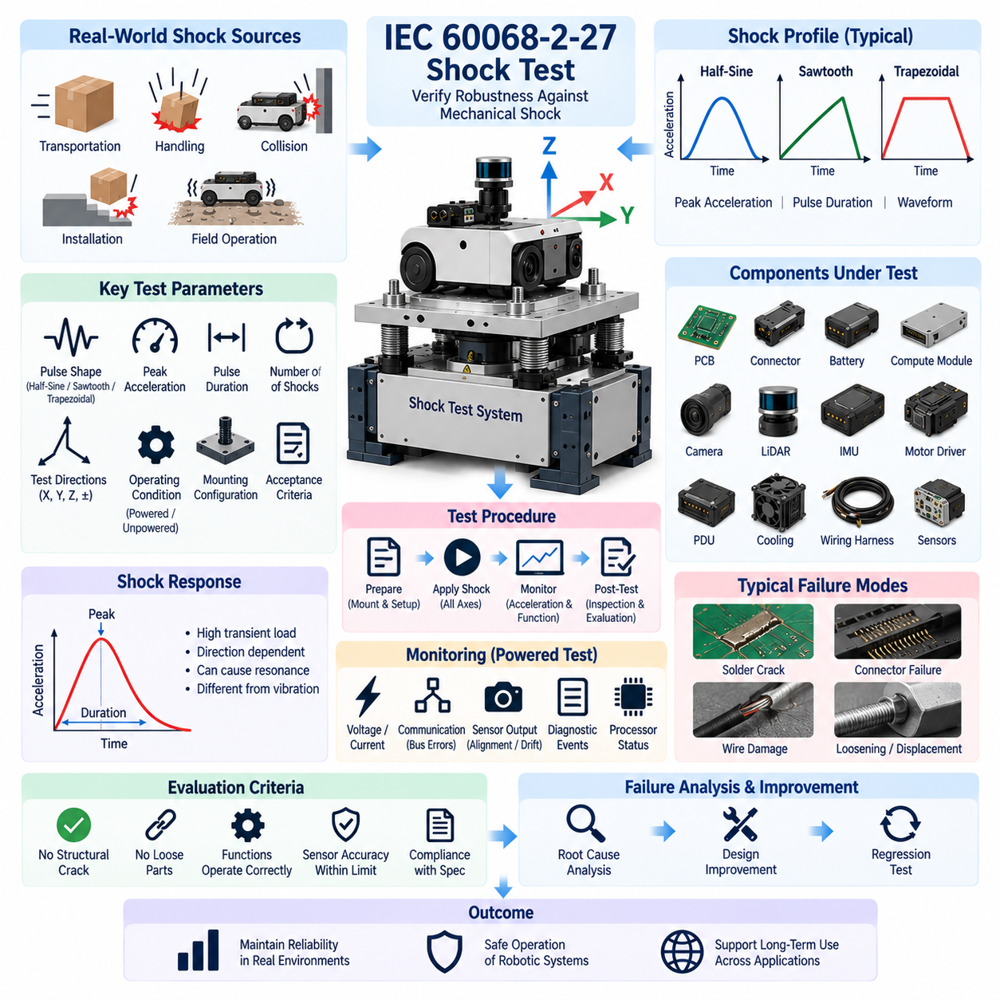 Real-World Shock Sources
Transportation
Handling
Collision
Installation
Field Operation
IEC 60068-2-27
Shock Test
Verify Robustness Against
Mechanical Shock
Shock Profile (Typical)
Half-Sine
Sawtooth
Trapezoidal
Acceleration
Time
Time
Time
Peak Acceleration | Pulse Duration | Waveform
Z
X
Y
Shock Test System
Key Test Parameters
Pulse Shape
(Half-Sine / Sawtooth /
Trapezoidal)
Peak
Acceleration
Pulse
Duration
Number of
of Shocks
Test Directions
(X, Y, Z, ±)
Operating
Condition
(Powered /
Unpowered)
Mounting
Configuration
Acceptance
Criteria
Components Under Test
PCB
Connector
Battery
Compute Module
Camera
LiDAR
IMU
Motor Driver
PDU
Cooling
Wiring Harness
Sensors
Test Procedure
Prepare
(Mount & Setup)
Apply Shock
(All Axes)
Monitor
(Acceleration &
Function)
Post-Test
(Inspection &
Evaluation)
Shock Response
Peak
Acceleration
Duration
Time
• High transient load
• Direction dependent
• Can cause resonance
• Different from vibration
Monitoring (Powered Test)
Voltage /
Current
Communication
(Bus Errors)
Sensor Output
(Alignment / Drift)
Diagnostic
Events
Processor
Status
Typical Failure Modes
Solder Crack
Connector Failure
Wire Damage
Loosening / Displacement
Evaluation Criteria
No Structural
Crack
No Loose
Parts
Functions
Operate Correctly
Sensor Accuracy
Within Limit
Compliance
with Spec
Failure Analysis & Improvement
Root Cause
Analysis
Design
Improvement
Regression
Test
Outcome
Maintain Reliability
in Real Environments
Safe Operation
of Robotic Systems
Support Long-Term Use
Across Applications